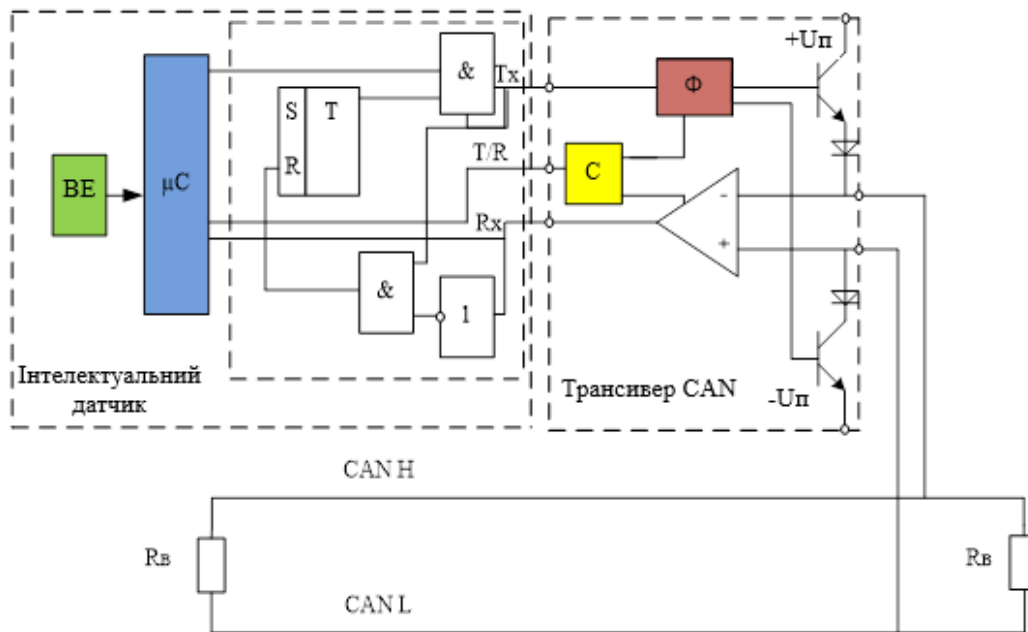 +Uп
&
Tx
Ф
S T
T/R
R
C
BE
μC
-
Rx
+
&
1
Інтелектуальний
датчик
Трансивер CAN
-Uп
CAN H
Rв
Rв
CAN L